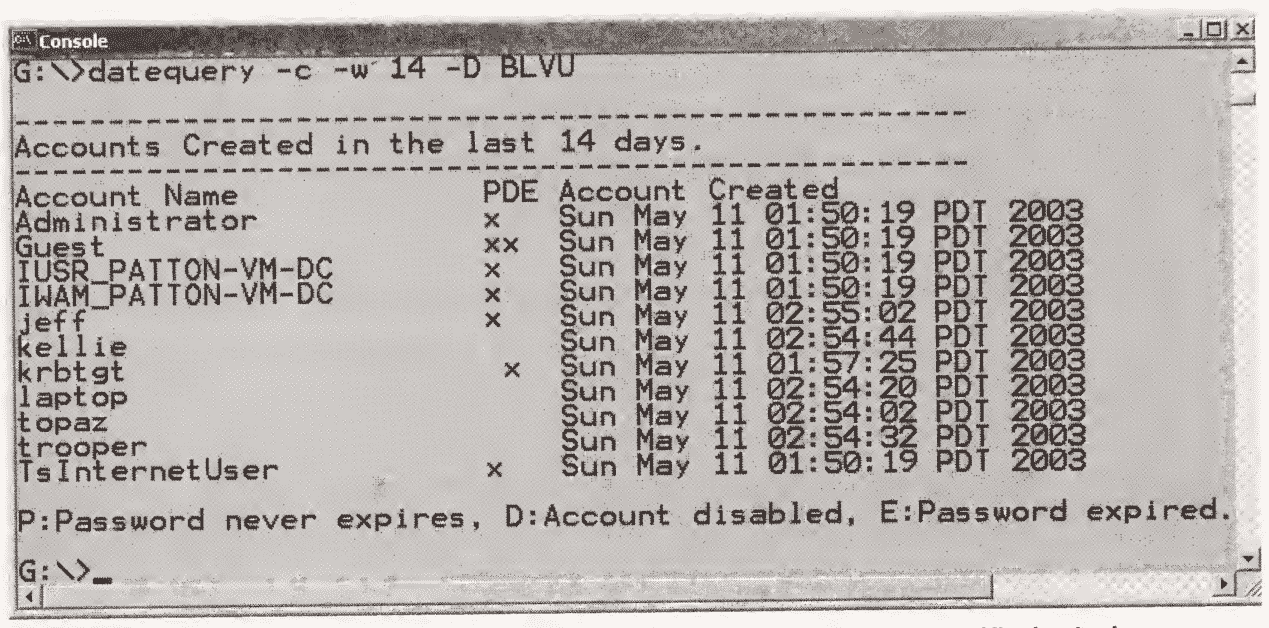 Console
G:\>datequery -c -w 14 -D BLVU
----------------------------------------------------------------
Accounts Created in the last 14 days.
----------------------------------------------------------------
Account Name PDE Account Created
Administrator x Sun May 11 01:50:19 PDT 2003
Guest xx Sun May 11 01:50:19 PDT 2003
IUSR_PATTON-VM-DC x Sun May 11 01:50:19 PDT 2003
IWAM_PATTON-VM-DC x Sun May 11 01:50:19 PDT 2003
jeff x Sun May 11 02:55:02 PDT 2003
kellie Sun May 11 02:54:44 PDT 2003
krbtgt x Sun May 11 01:57:25 PDT 2003
laptop Sun May 11 02:54:20 PDT 2003
topaz Sun May 11 02:54:02 PDT 2003
trooper Sun May 11 02:54:32 PDT 2003
TsInternetUser x Sun May 11 01:50:19 PDT 2003
P:Password never expires, D:Account disabled, E:Password expired.
G:\>_